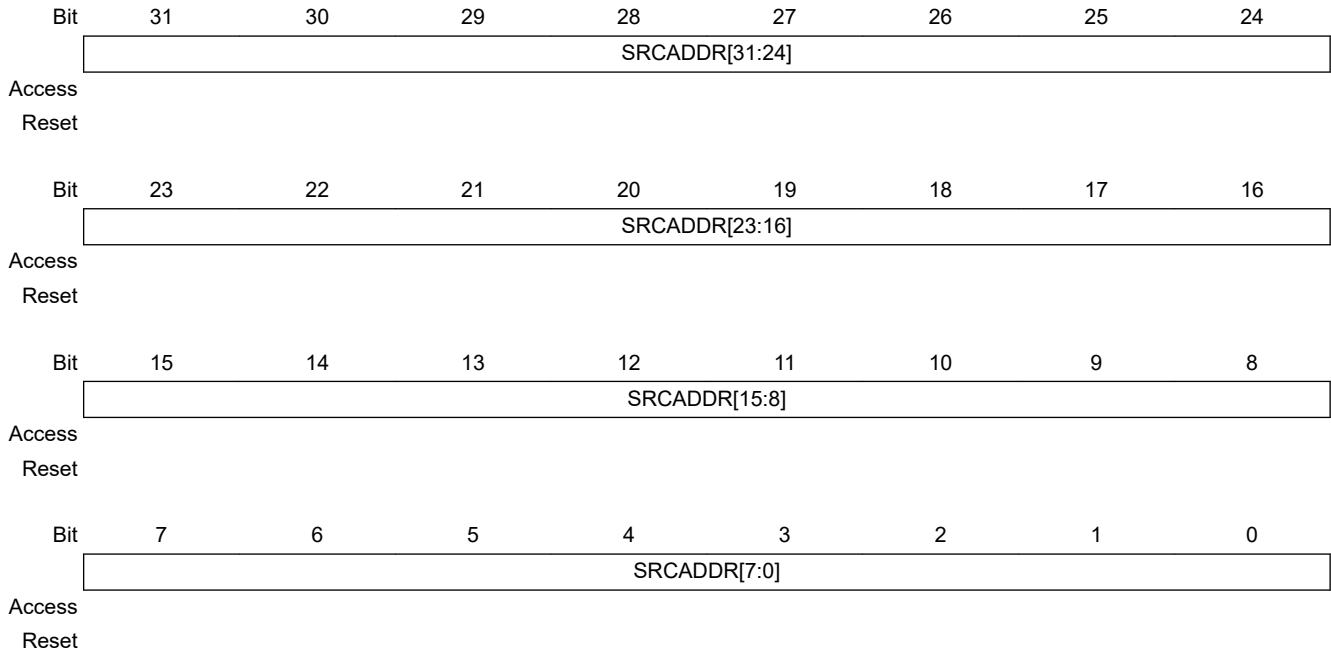 Bit 31 30 29 28 27 26 25 24
SRCADDR[31:24]
Access
Reset
Bit 23 22 21 20 19 18 17 16
SRCADDR[23:16]
Access
Reset
Bit 15 14 13 12 11 10 9 8
SRCADDR[15:8]
Access
Reset
Bit 7 6 5 4 3 2 1 0
SRCADDR[7:0]
Access
Reset